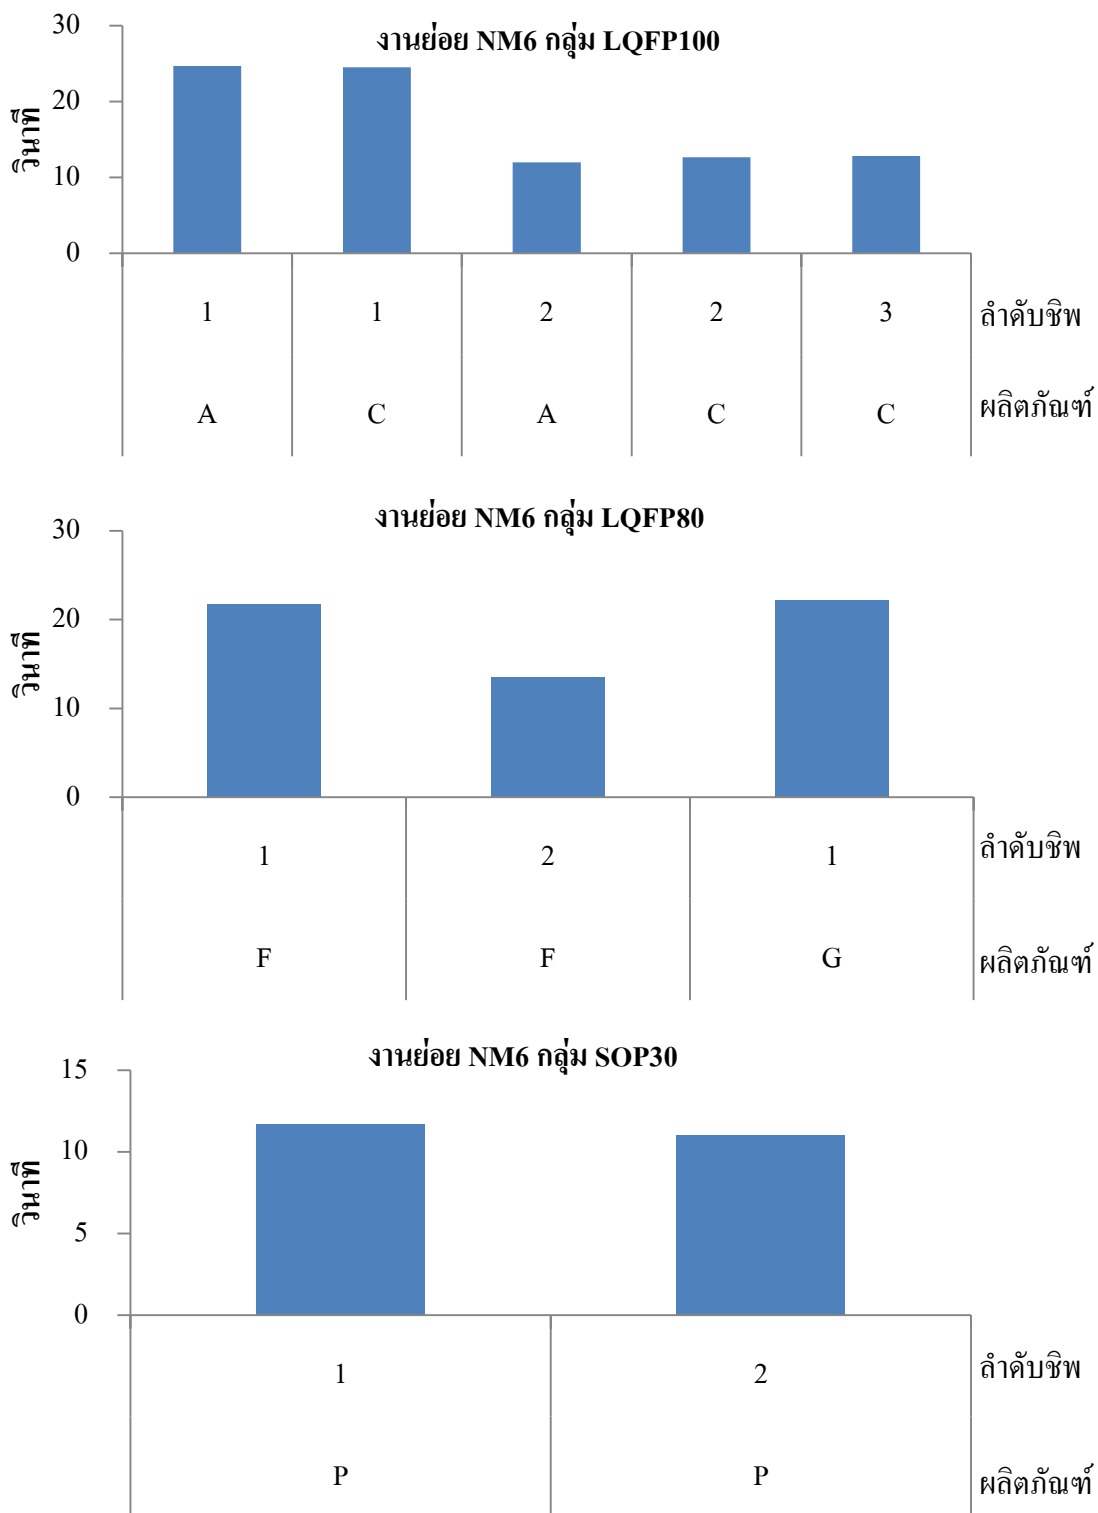 งานย่อย NM6 กลุ่ม LQFP100
วินาที
30
20
10
0
1 1 2 2 3 ลำดับชิพ
A C A C C ผลิตภัณฑ์
งานย่อย NM6 กลุ่ม LQFP80
วินาที
30
20
10
0
1 2 1 ลำดับชิพ
F F G ผลิตภัณฑ์
งานย่อย NM6 กลุ่ม SOP30
วินาที
15
10
5
0
1 2 ลำดับชิพ
P P ผลิตภัณฑ์